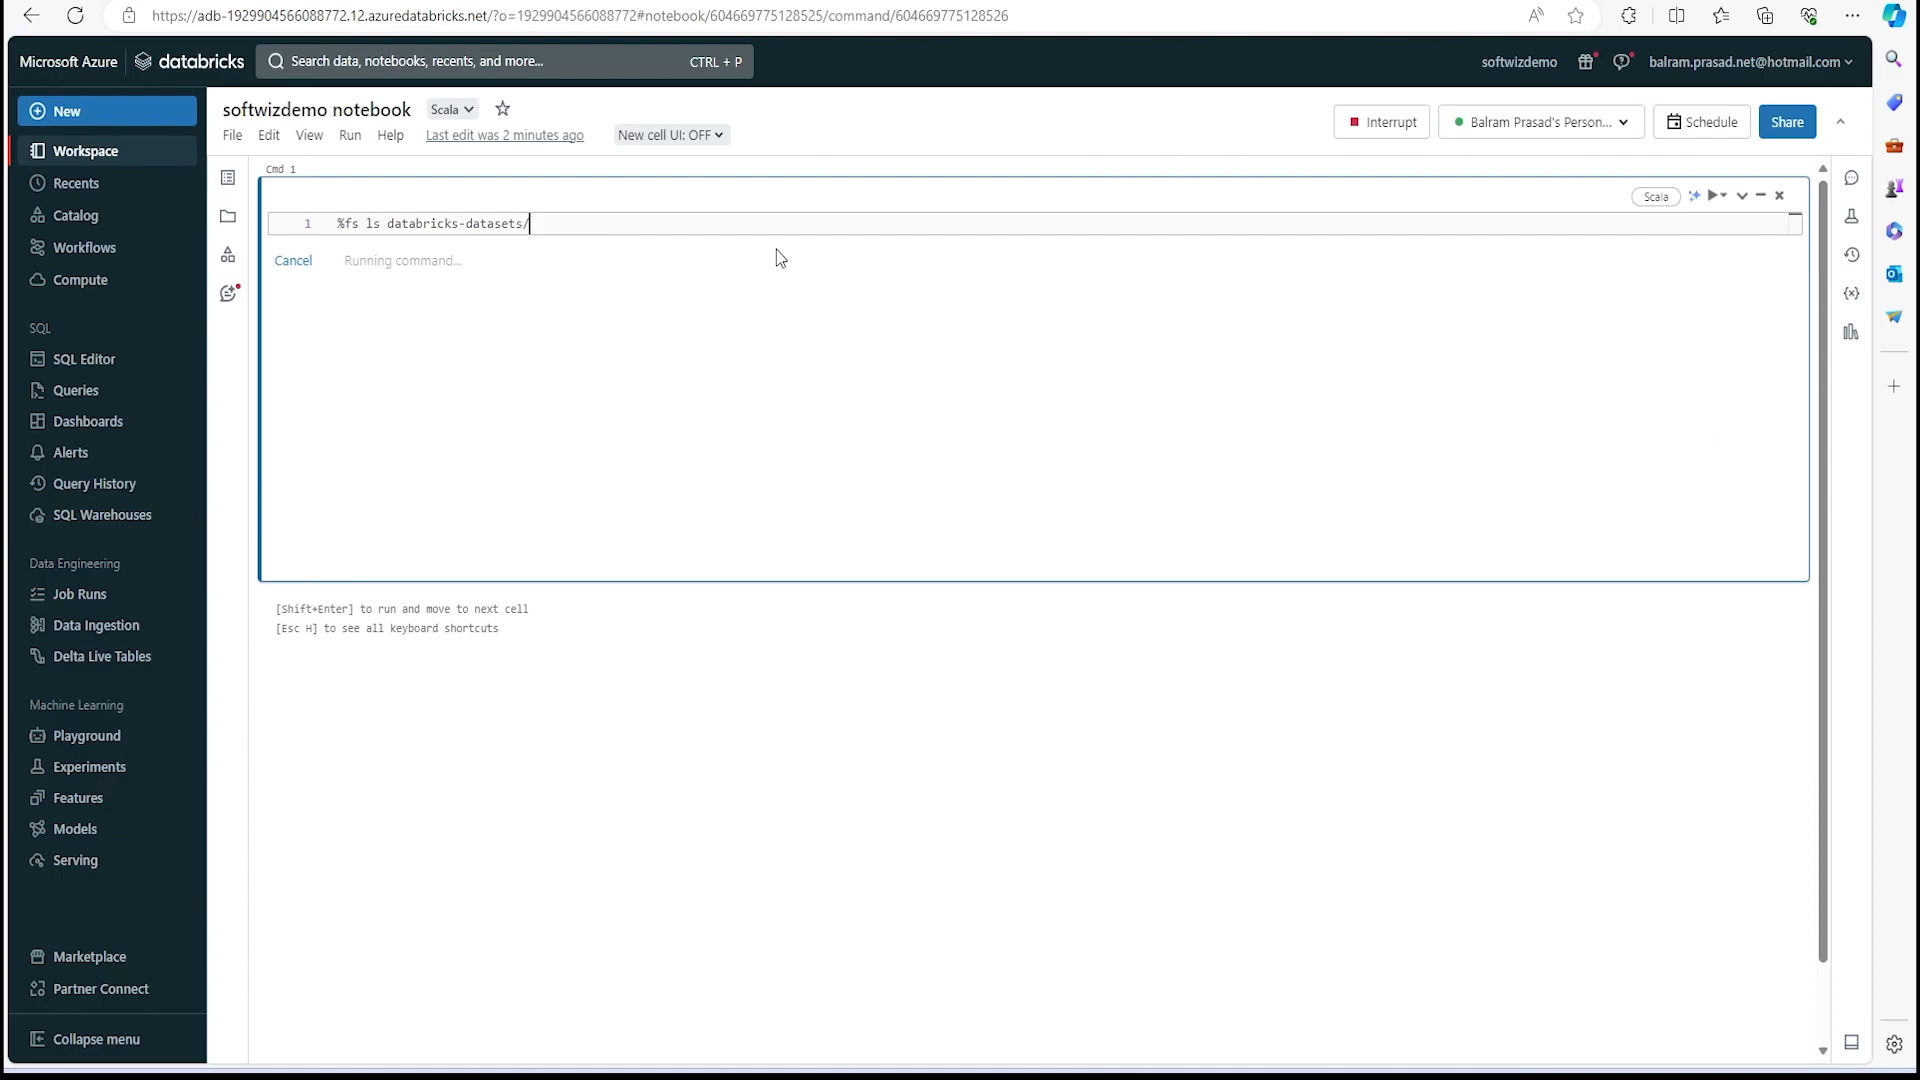 https://adb-1929904566088772.12.azuredatabricks.net/?o=1929904566088772#notebook/604669775128525/command/604669775128526
Microsoft Azure databricks Search data, notebooks, recents, and more... CTRL + P softwizdemo balram.prasad.net@hotmail.com
New
Workspace
Recents
Catalog
Workflows
Compute
SQL
SQL Editor
Queries
Dashboards
Alerts
Query History
SQL Warehouses
Data Engineering
Job Runs
Data Ingestion
Delta Live Tables
Machine Learning
Playground
Experiments
Features
Models
Serving
Marketplace
Partner Connect
Collapse menu
softwizdemo notebook Scala
File Edit View Run Help Last edit was 2 minutes ago New cell UI: OFF
Interrupt Balram Prasad's Person... Schedule Share
Cmd 1
Scala
1 %fs ls databricks-datasets/
Cancel Running command...
[Shift+Enter] to run and move to next cell
[Esc H] to see all keyboard shortcuts